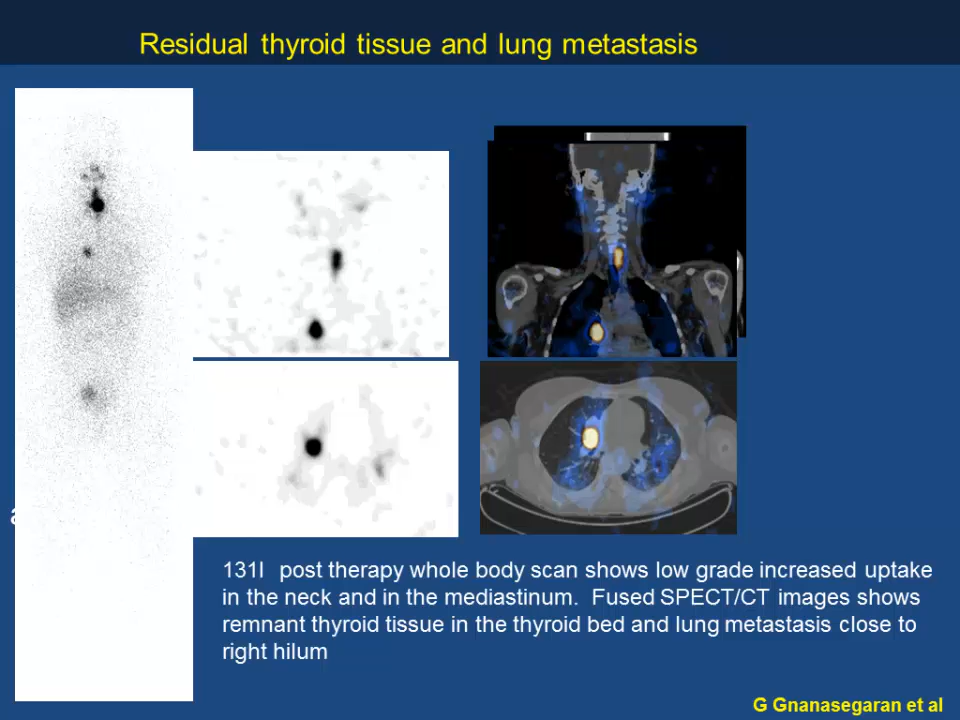 Residual thyroid tissue and lung metastasis
a
131I post therapy whole body scan shows low grade increased uptake
in the neck and in the mediastinum. Fused SPECT/CT images shows
remnant thyroid tissue in the thyroid bed and lung metastasis close to
right hilum
G Gnanasegaran et al